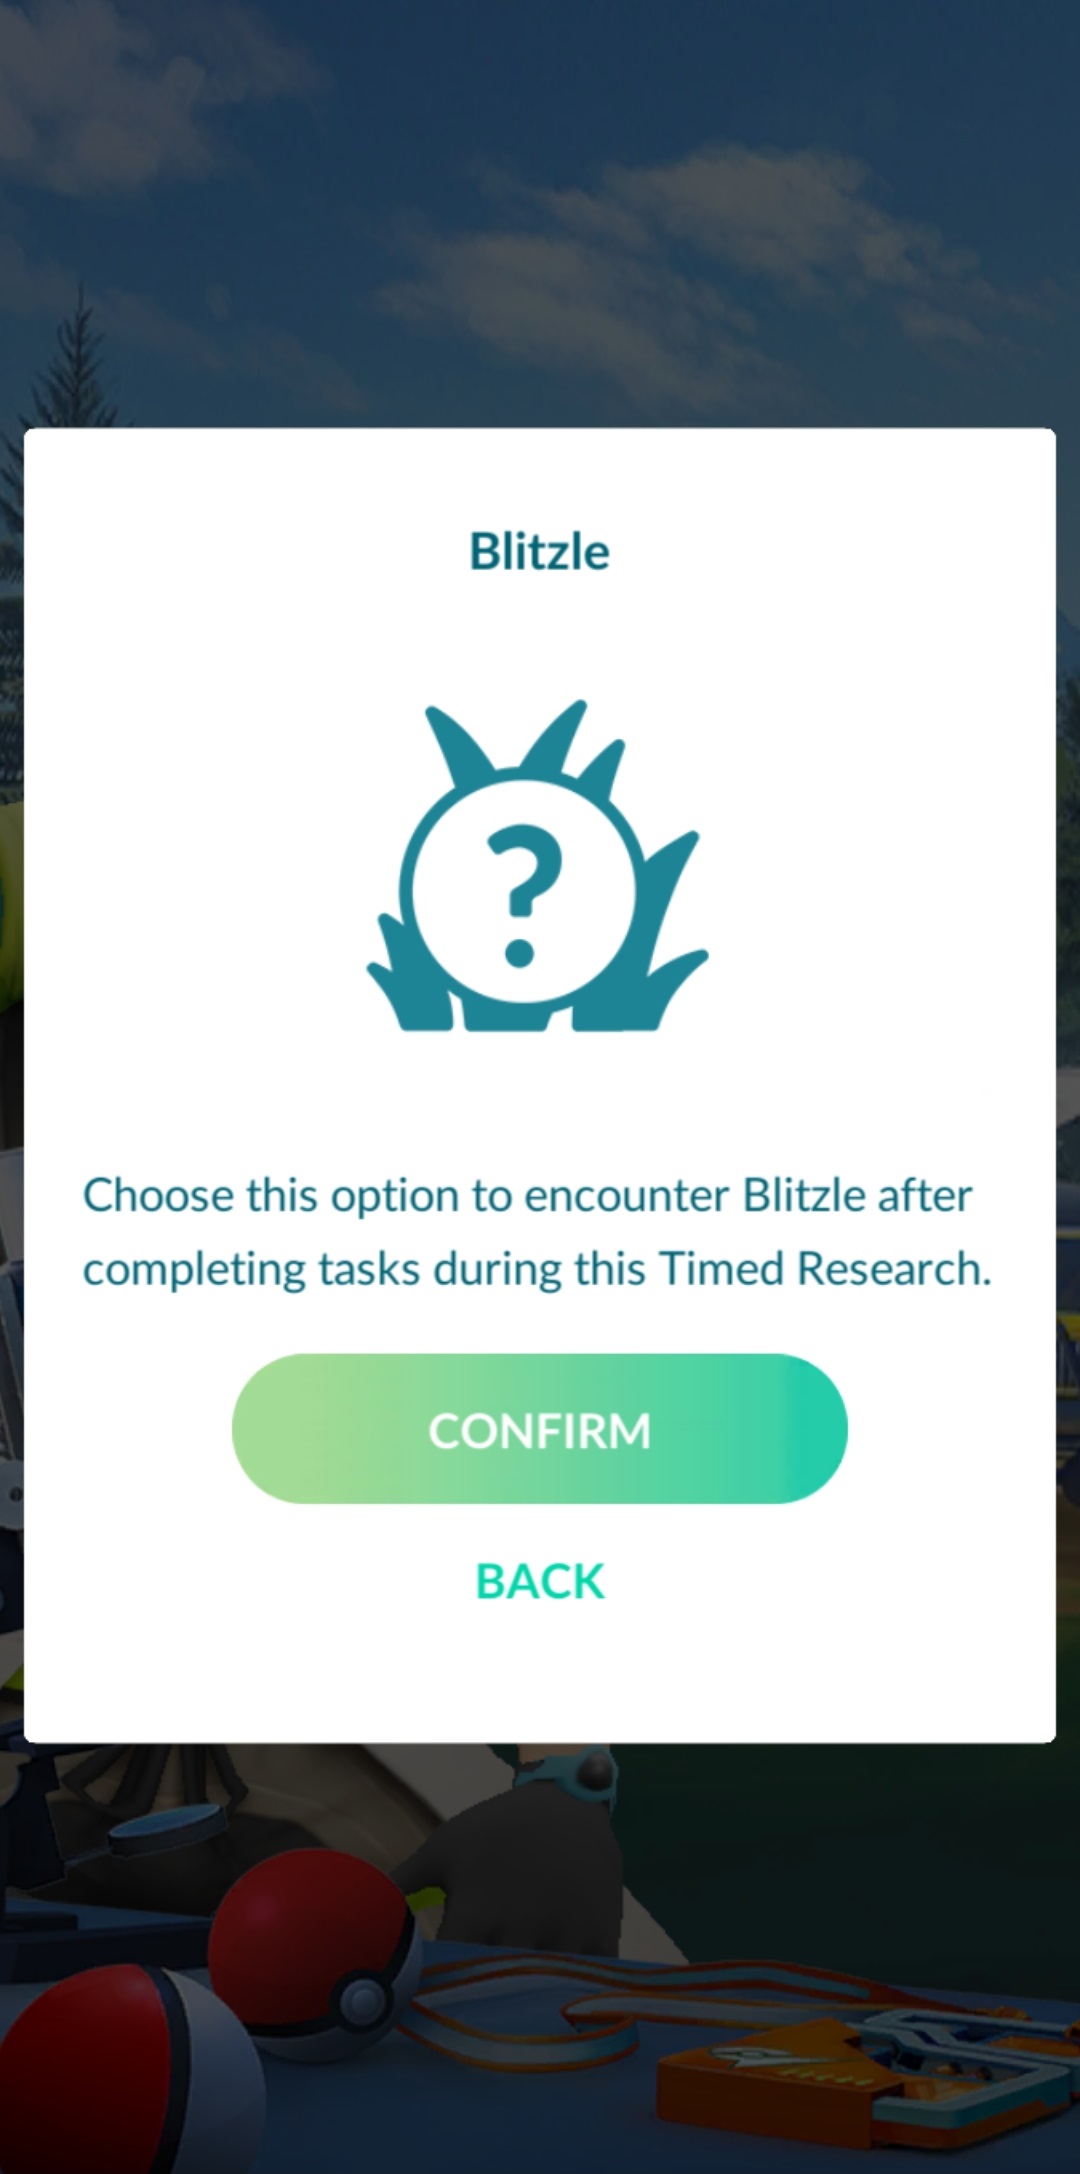 Blitzle
?
Choose this option to encounter Blitzle after
completing tasks during this Timed Research.
CONFIRM
BACK